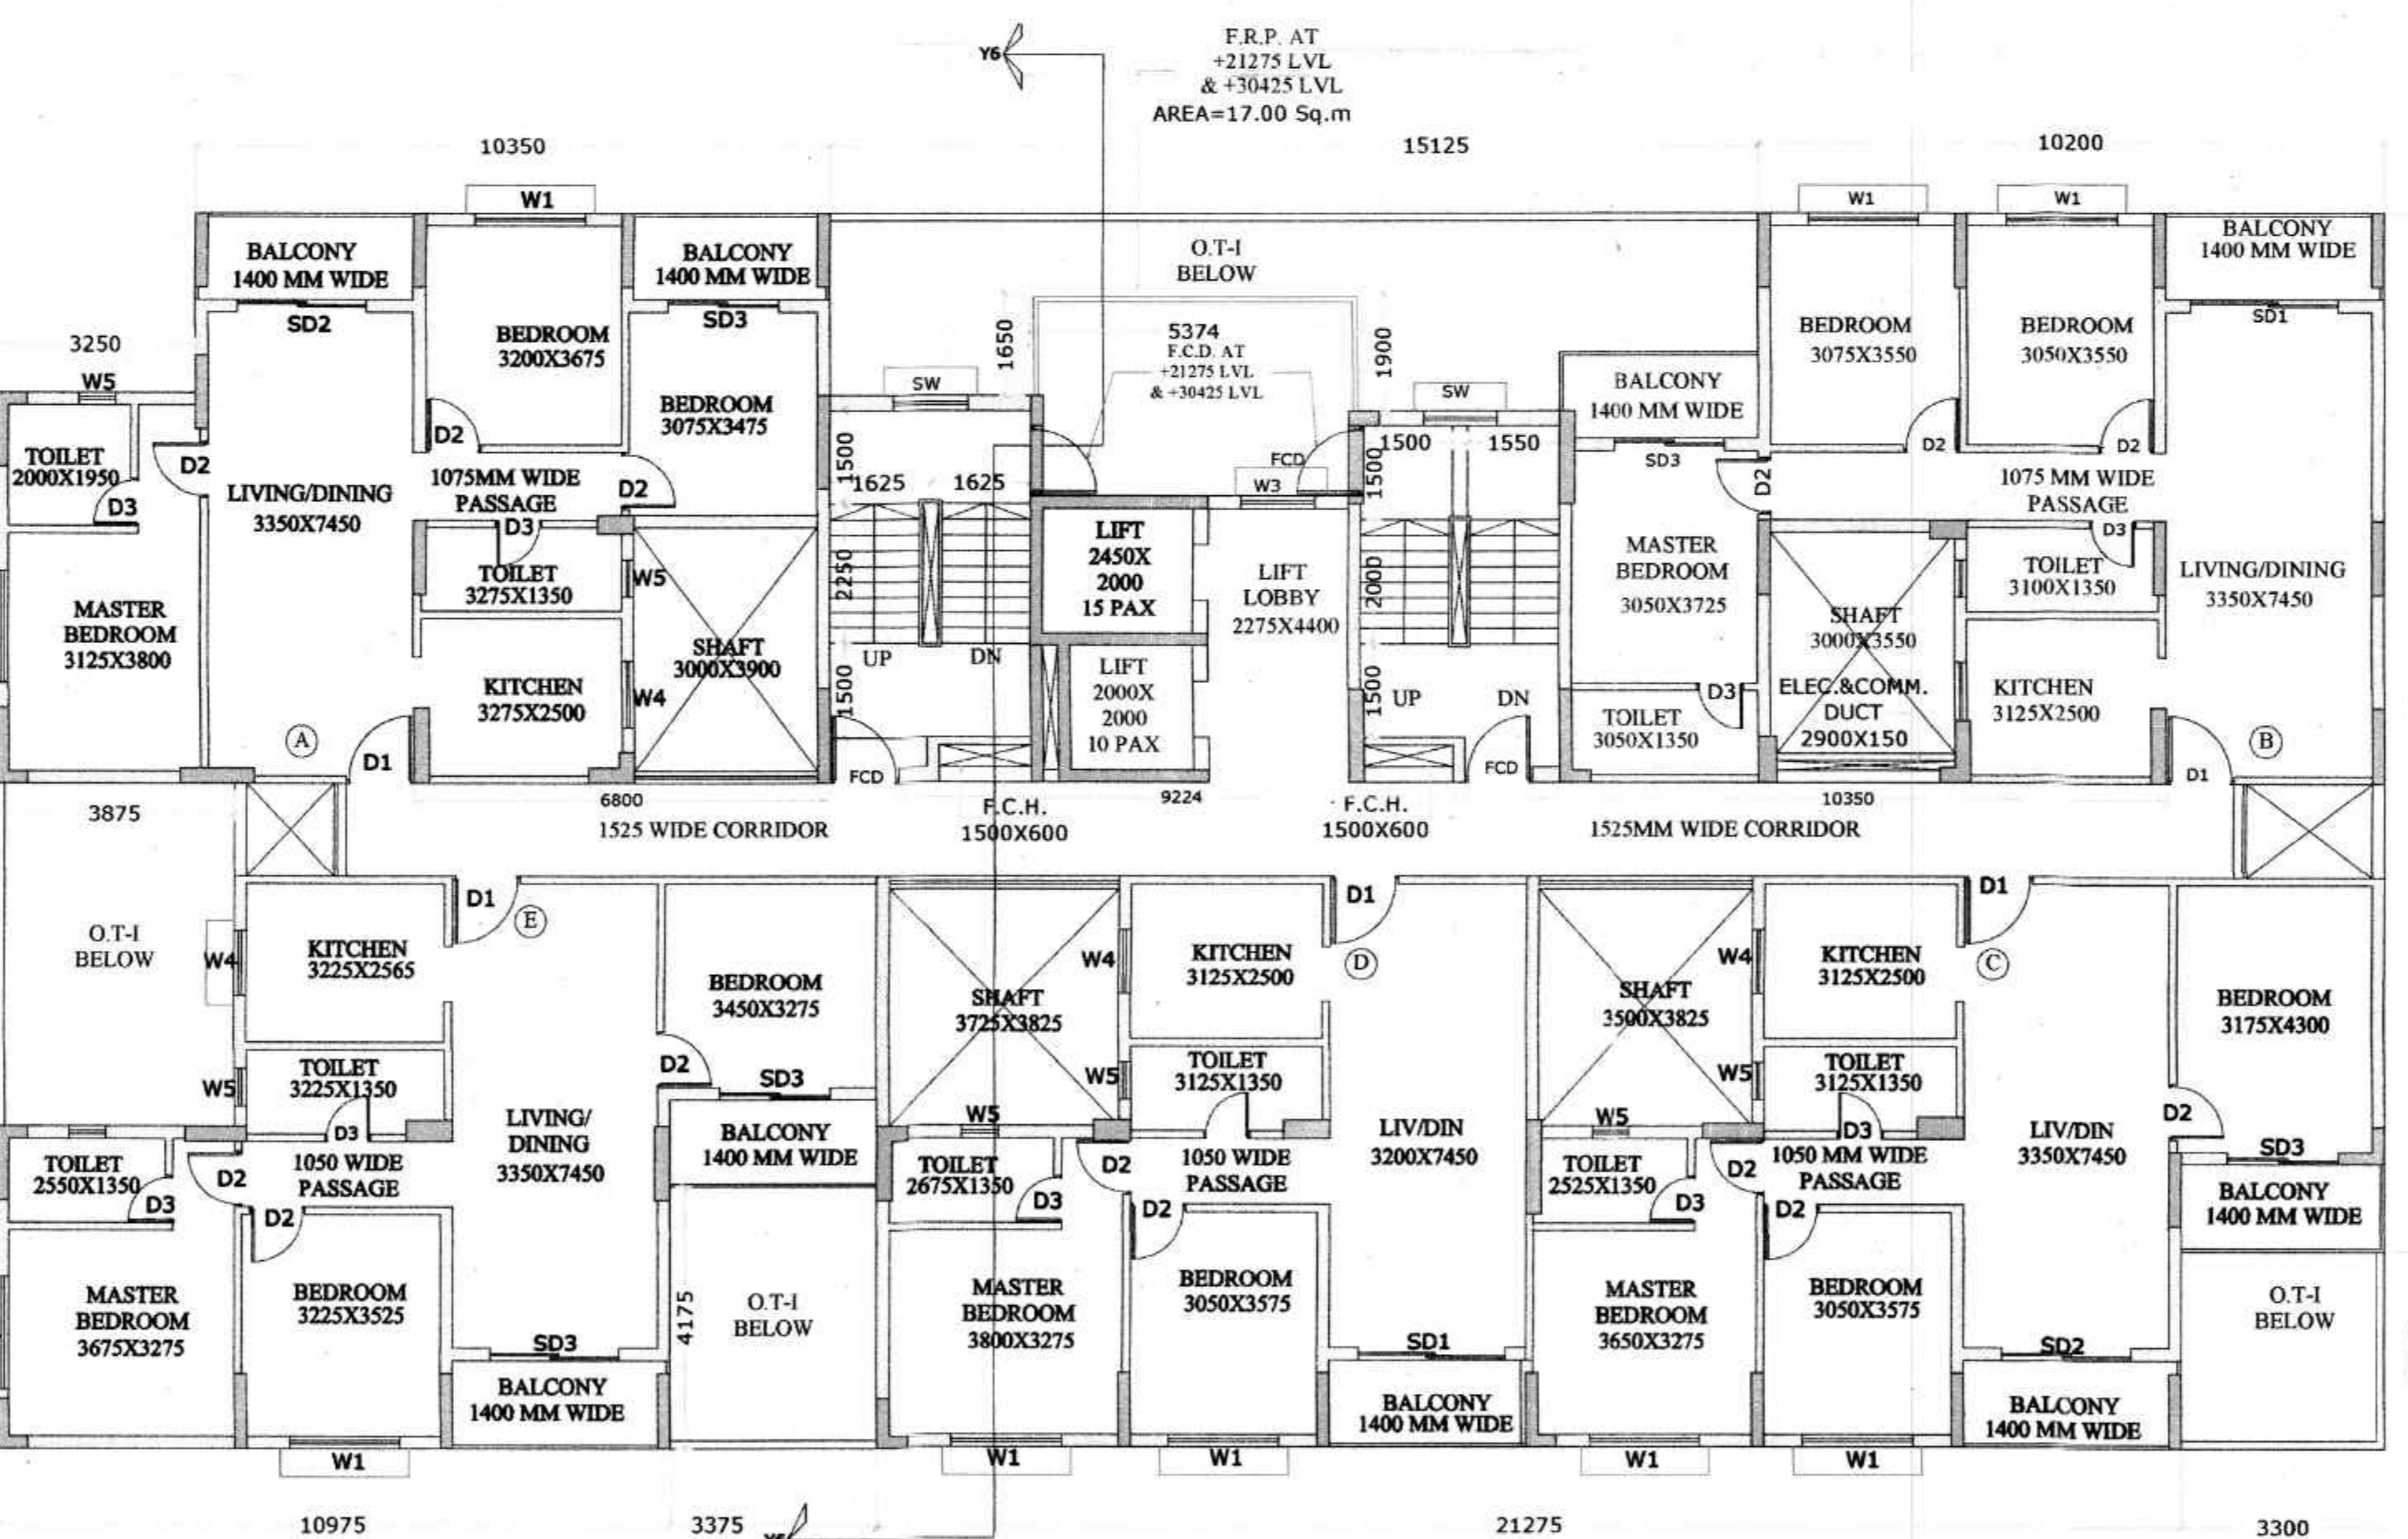 F.R.P. AT
+21275 LVL
& +30425 LVL
AREA=17.00 Sq.m
Y6
10350
15125
10200
W1
W1
W1
BALCONY
1400 MM WIDE
BALCONY
1400 MM WIDE
O.T-I
BELOW
BALCONY
1400 MM WIDE
SD2
BEDROOM
3200X3675
SD3
1650
5374
F.C.D. AT
+21275 LVL
& +30425 LVL
1900
BEDROOM
3075X3550
BEDROOM
3050X3550
SD1
3250
W5
BEDROOM
3075X3475
SW
SW
BALCONY
1400 MM WIDE
TOILET
2000X1950
D2
D3
LIVING/DINING
3350X7450
D2
1075MM WIDE
PASSAGE
D2
1500
1625
1625
FCD
W3
1500
1500
1550
SD3
D2
D2
D2
1075 MM WIDE
PASSAGE
D3
TOILET
3275X1350
W5
LIFT
2450X
2000
15 PAX
LIFT
LOBBY
2275X4400
2250
2000
MASTER
BEDROOM
3050X3725
D3
TOILET
3100X1350
LIVING/DINING
3350X7450
MASTER
BEDROOM
3125X3800
KITCHEN
3275X2500
W4
SHAFT
3000X3900
UP
DN
1500
LIFT
2000X
2000
10 PAX
1500
UP
DN
D3
TOILET
3050X1350
SHAFT
3000X3550
ELEC.&COMM.
DUCT
2900X150
KITCHEN
3125X2500
A
D1
FCD
FCD
D1
B
3875
6800
9224
10350
1525 WIDE CORRIDOR
F.C.H.
1500X600
F.C.H.
1500X600
1525MM WIDE CORRIDOR
O.T-I
BELOW
W4
KITCHEN
3225X2565
D1
E
BEDROOM
3450X3275
SHAFT
3725X3825
W4
KITCHEN
3125X2500
D1
D
SHAFT
3500X3825
W4
KITCHEN
3125X2500
D1
C
BEDROOM
3175X4300
W5
TOILET
3225X1350
D3
D2
SD3
W5
W5
TOILET
3125X1350
W5
W5
TOILET
3125X1350
D3
D2
SD3
LIVING/
DINING
3350X7450
BALCONY
1400 MM WIDE
LIV/DIN
3200X7450
LIV/DIN
3350X7450
BALCONY
1400 MM WIDE
TOILET
2550X1350
D3
D2
1050 WIDE
PASSAGE
D2
TOILET
2675X1350
D3
D2
1050 WIDE
PASSAGE
D2
TOILET
2525X1350
D3
D2
1050 MM WIDE
PASSAGE
D2
MASTER
BEDROOM
3675X3275
BEDROOM
3225X3525
SD3
BALCONY
1400 MM WIDE
4175
O.T-I
BELOW
MASTER
BEDROOM
3800X3275
BEDROOM
3050X3575
SD1
BALCONY
1400 MM WIDE
MASTER
BEDROOM
3650X3275
BEDROOM
3050X3575
SD2
BALCONY
1400 MM WIDE
O.T-I
BELOW
W1
W1
W1
W1
W1
10975
3375
21275
3300